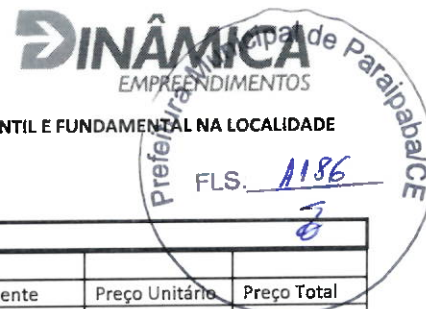 DINÂMICA
EMPREENDIMENTOS
Prefeitura Municipal de Paraipaba/CE
NTIL E FUNDAMENTAL NA LOCALIDADE
FLS. 1186
ente Preço Unitário Preço Total